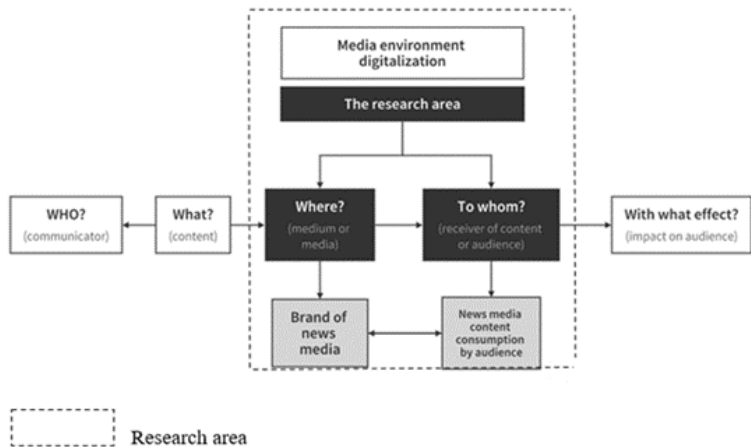 Media environment
digitalization
The research area
WHO?
(communicator)
What?
(content)
Where?
(medium or
media)
To whom?
(receiver of content
or audience)
With what effect?
(impact on audience)
Brand of
news
media
News media
content
consumption
by audience
Research area